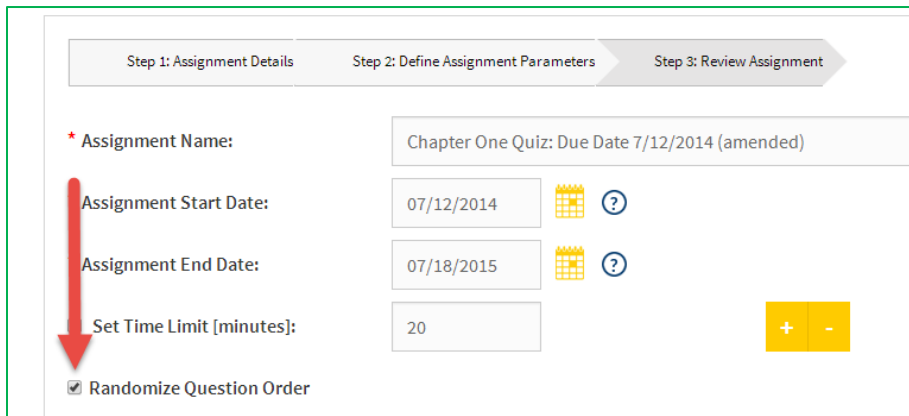 Step 1: Assignment Details Step 2: Define Assignment Parameters Step 3: Review Assignment
* Assignment Name: Chapter One Quiz: Due Date 7/12/2014 (amended)
Assignment Start Date: 07/12/2014 ?
Assignment End Date: 07/18/2015 ?
Set Time Limit [minutes]: 20 + -
Randomize Question Order